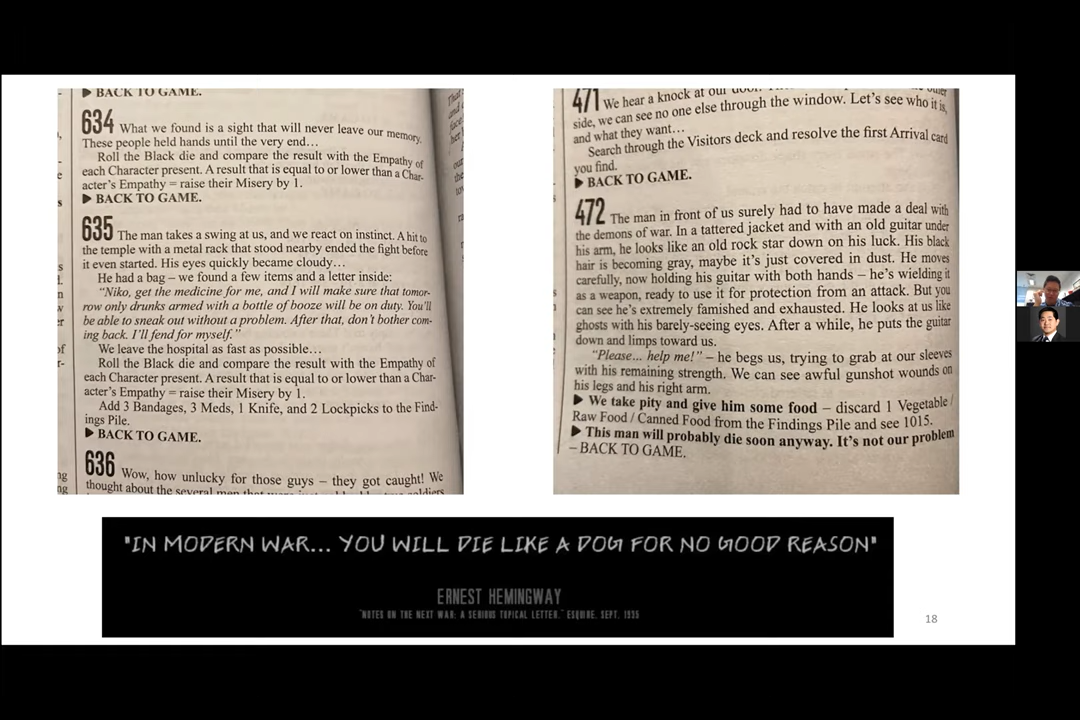 BACK TO GAME.
634 What we found is a sight that will never leave our memory.
These people held hands until the very end…
Roll the Black die and compare the result with the Empathy of
each Character present. A result that is equal to or lower than a Char-
acter's Empathy = raise their Misery by 1.
BACK TO GAME.
635 The man takes a swing at us, and we react on instinct. A hit to
the temple with a metal rack that stood nearby ended the fight before
it even started. His eyes quickly became cloudy…
He had a bag – we found a few items and a letter inside:
"Niko, get the medicine for me, and I will make sure that tomor-
row only drunks armed with a bottle of booze will be on duty. You'll
be able to sneak out without a problem. After that, don't bother com-
ing back. I'll fend for myself."
We leave the hospital as fast as possible…
Roll the Black die and compare the result with the Empathy of
each Character present. A result that is equal to or lower than a Char-
acter's Empathy = raise their Misery by 1.
Add 3 Bandages, 3 Meds, 1 Knife, and 2 Lockpicks to the Find-
ings Pile.
BACK TO GAME.
636 Wow, how unlucky for those guys – they got caught! We
thought about the several men that
471 We hear a knock at our door.
side, we can see no one else through the window. Let's see who it is,
and what they want…
Search through the Visitors deck and resolve the first Arrival card
you find.
BACK TO GAME.
472 The man in front of us surely had to have made a deal with
the demons of war. In a tattered jacket and with an old guitar under
his arm, he looks like an old rock star down on his luck. His black
hair is becoming gray, maybe it's just covered in dust. He moves
carefully, now holding his guitar with both hands – he's wielding it
as a weapon, ready to use it for protection from an attack. But you
can see he's extremely famished and exhausted. He looks at us like
ghosts with his barely-seeing eyes. After a while, he puts the guitar
down and limps toward us.
"Please... help me!" – he begs us, trying to grab at our sleeves
with his remaining strength. We can see awful gunshot wounds on
his legs and his right arm.
We take pity and give him some food – discard 1 Vegetable /
Raw Food / Canned Food from the Findings Pile and see 1015.
This man will probably die soon anyway. It's not our problem
– BACK TO GAME.
"IN MODERN WAR... YOU WILL DIE LIKE A DOG FOR NO GOOD REASON"
ERNEST HEMINGWAY
"NOTES ON THE NEXT WAR: A SERIOUS TOPICAL LETTER." ESQUIRE. SEPT. 1935
18